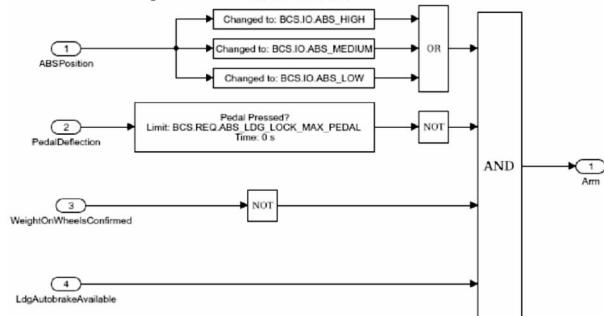 Changed to: BCS.IO.ABS_HIGH
1
ABSPosition
Changed to: BCS.IO.ABS_MEDIUM
OR
Changed to: BCS.IO.ABS_LOW
2
PedalDeflection
Pedal Pressed?
Limit: BCS.REQ.ABS_LDG_LOCK_MAX_PEDAL
Time: 0 s
NOT
AND
1
Arm
3
WeightOnWheelsConfirmed
NOT
4
LdgAutobrakeAvailable